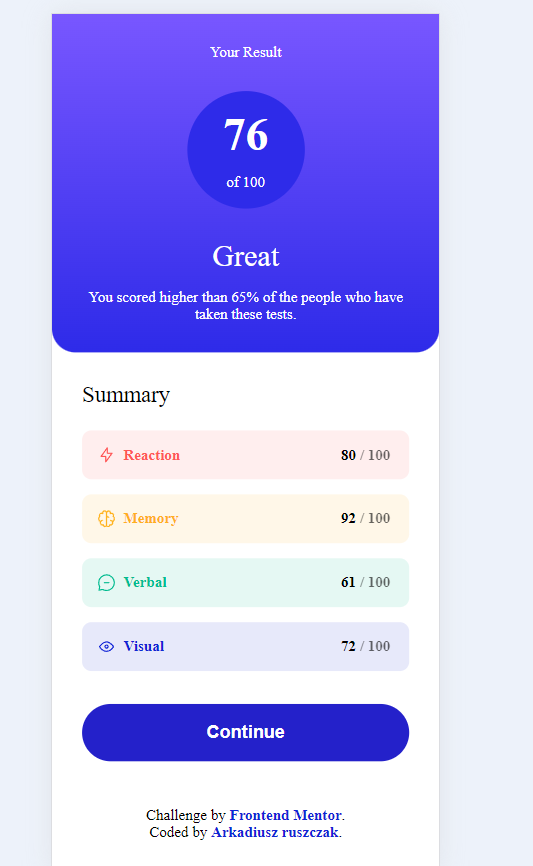 Your Result
76
of 100
Great
You scored higher than 65% of the people who have
taken these tests.
Summary
Reaction 80 / 100
Memory 92 / 100
Verbal 61 / 100
Visual 72 / 100
Continue
Challenge by Frontend Mentor.
Coded by Arkadiusz ruszczak.